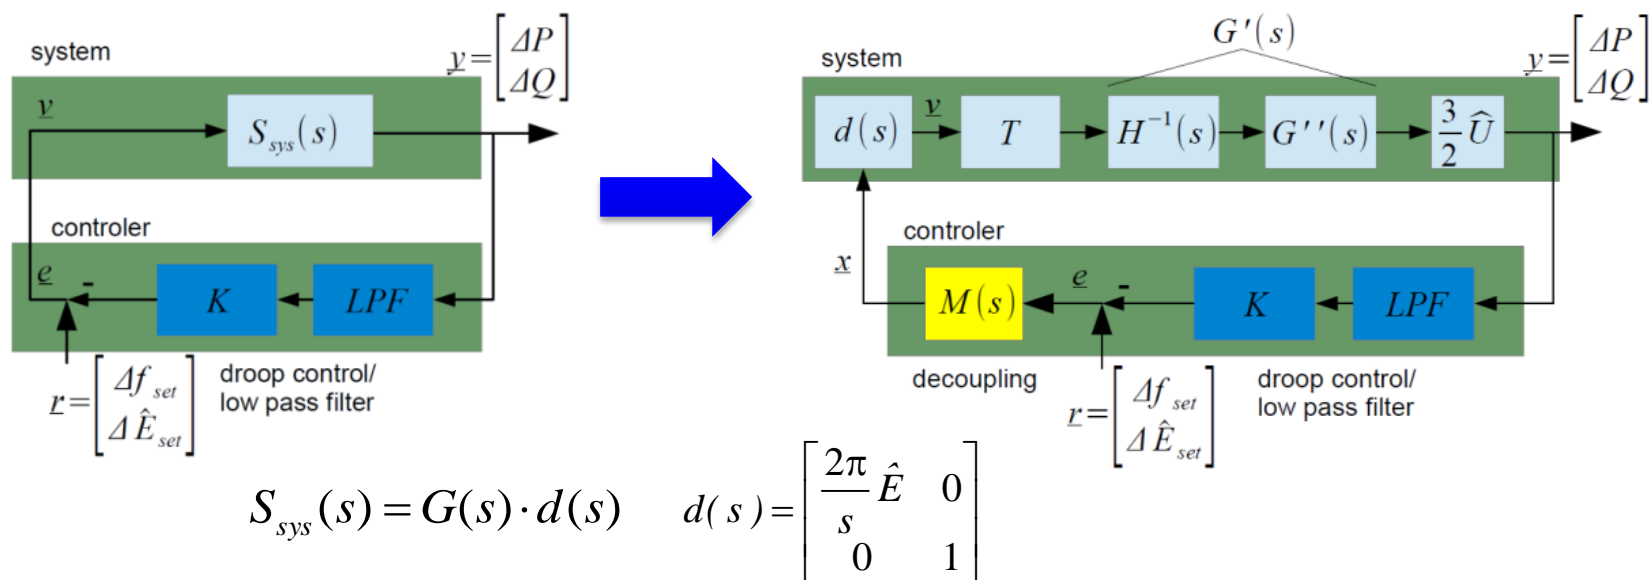 system
y=[ΔP
ΔQ]
v
S_sys(s)
controler
e
-
K
LPF
r=[Δf_set
ΔÊ_set]
droop control/
low pass filter
G'(s)
system
y=[ΔP
ΔQ]
d(s)
v
T
H⁻¹(s)
G''(s)
3/2 Û
controler
x
M(s)
e
-
K
LPF
decoupling
r=[Δf_set
ΔÊ_set]
droop control/
low pass filter
S_sys(s)=G(s)·d(s)
d(s)=[2π/s Ê 0
0 1]